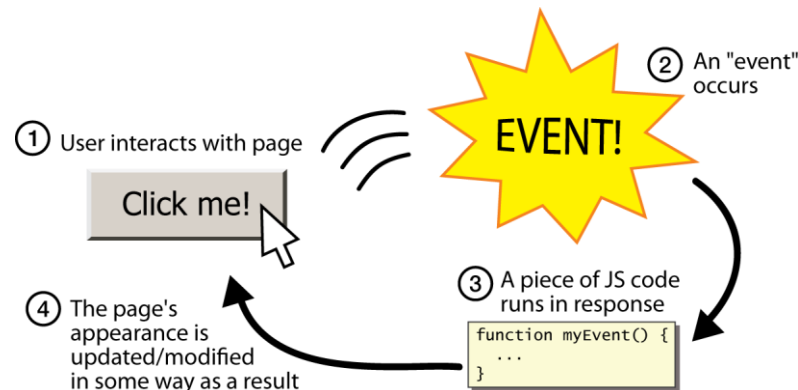 1 User interacts with page
Click me!
EVENT!
2 An "event"
occurs
3 A piece of JS code
runs in response
function myEvent() {
...
}
4 The page's
appearance is
updated/modified
in some way as a result